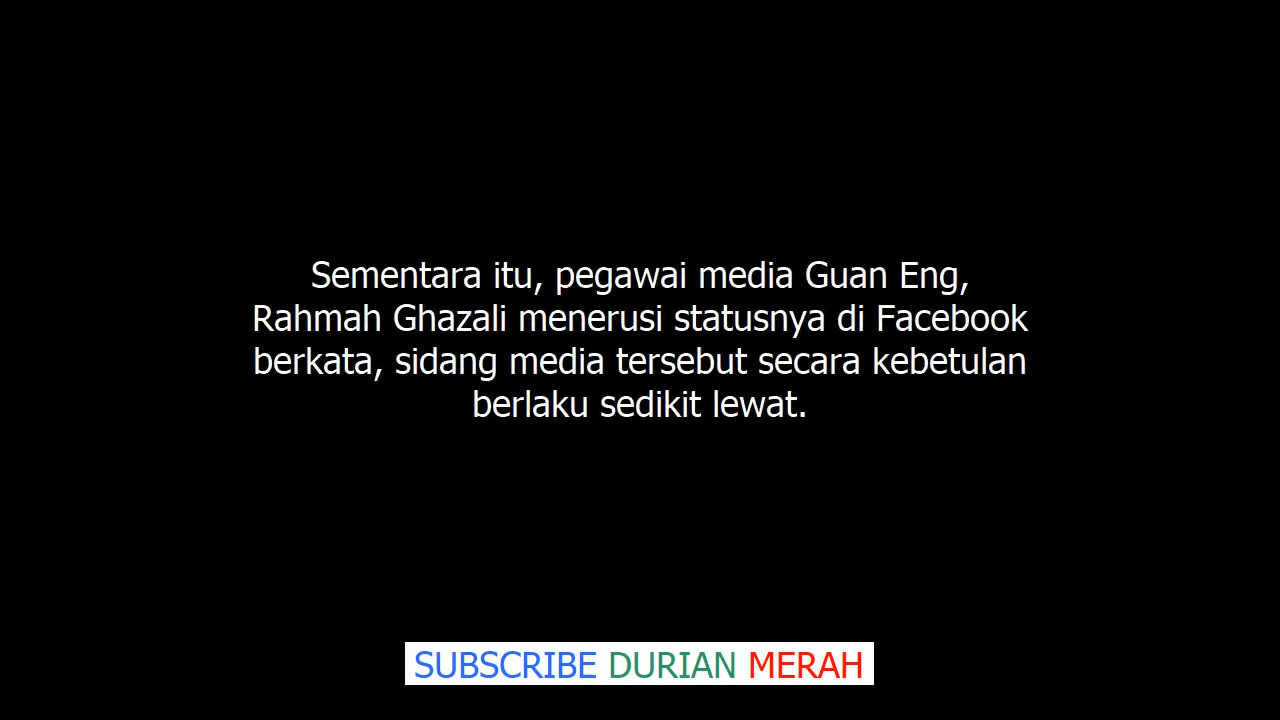 Sementara itu, pegawai media Guan Eng,
Rahmah Ghazali menerusi statusnya di Facebook
berkata, sidang media tersebut secara kebetulan
berlaku sedikit lewat.
SUBSCRIBE DURIAN MERAH